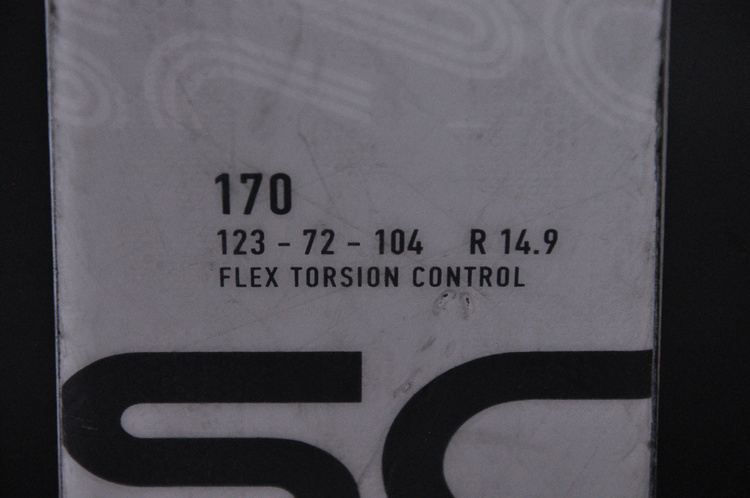 170
123 - 72 - 104 R 14.9
FLEX TORSION CONTROL
SC